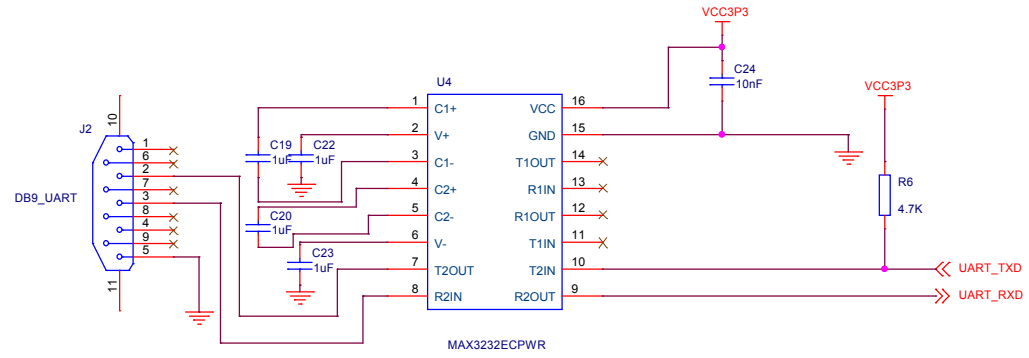 VCC3P3
C24
10nF
VCC3P3
U4
1 C1+ VCC 16
2 V+ GND 15
3 C1- T1OUT 14
4 C2+ R1IN 13
5 C2- R1OUT 12
6 V- T1IN 11
7 T2OUT T2IN 10
8 R2IN R2OUT 9
MAX3232ECPWR
C19
1uF
C22
1uF
C20
1uF
C23
1uF
J2
DB9_UART
10
1
6
2
7
3
8
4
9
5
11
R6
4.7K
UART_TXD
UART_RXD